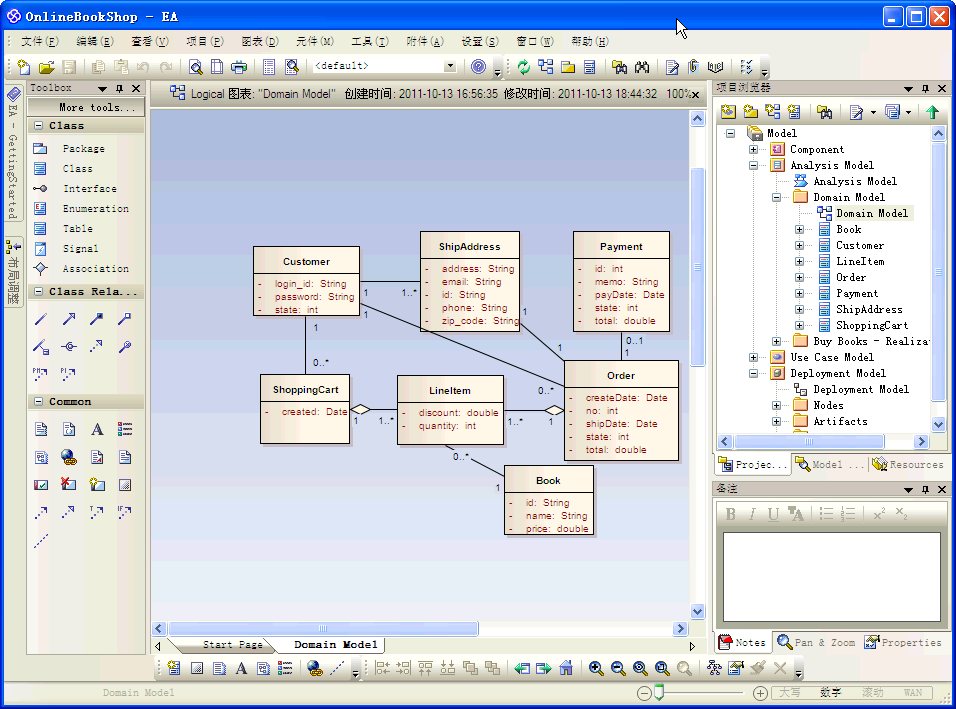 OnlineBookShop - EA
文件(F) 编辑(E) 查看(V) 项目(P) 图表(D) 元件(M) 工具(I) 附件(A) 设置(S) 窗口(W) 帮助(H)
<default>
EA - GettingStarted
布局调整
Toolbox
More tools...
Class
Package
Class
Interface
Enumeration
Table
Signal
Association
Class Rela...
Common
Logical 图表: "Domain Model" 创建时间: 2011-10-13 16:56:35 修改时间: 2011-10-13 18:44:32 100%
Customer
- login_id: String
- password: String
- state: int
ShipAddress
- address: String
- email: String
- id: String
- phone: String
- zip_code: String
Payment
- id: int
- memo: String
- payDate: Date
- state: int
- total: double
1
1..*
1
1
0..1
1
1
1
0..*
0..*
ShoppingCart
- created: Date
LineItem
- discount: double
- quantity: int
Order
- createDate: Date
- no: int
- shipDate: Date
- state: int
- total: double
1
1..*
1..*
1
0..*
1
Book
- id: String
- name: String
- price: double
Start Page
Domain Model
项目浏览器
Model
Component
Analysis Model
Analysis Model
Domain Model
Domain Model
Book
Customer
LineItem
Order
Payment
ShipAddress
ShoppingCart
Buy Books - Realiza
Use Case Model
Deployment Model
Deployment Model
Nodes
Artifacts
Projec...
Model ...
Resources
备注
B I U
Notes
Pan & Zoom
Properties
Domain Model
大写 数字 滚动 WAN